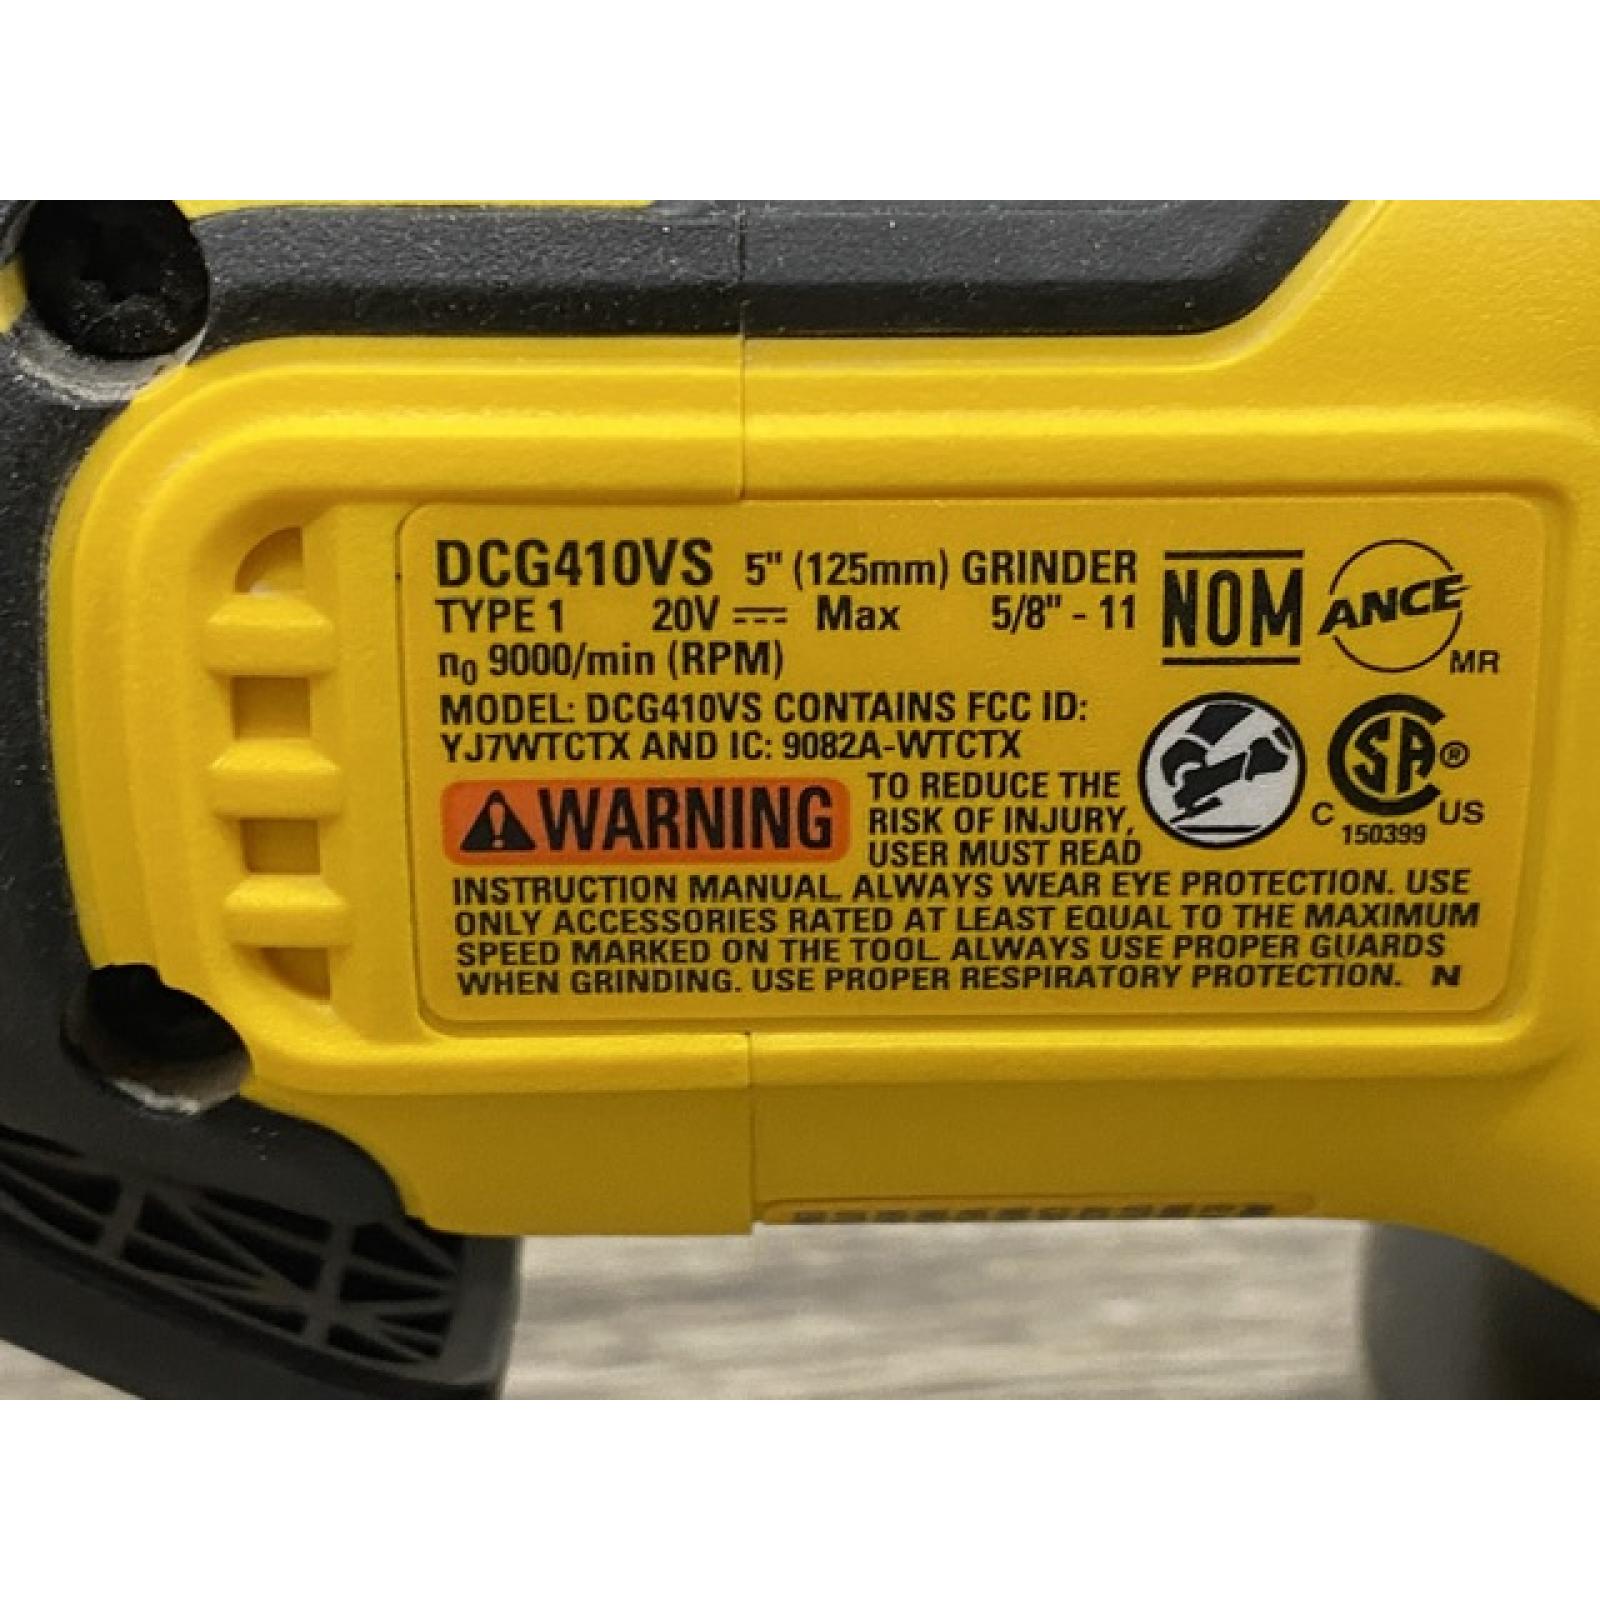 DCG410VS 5" (125mm) GRINDER
TYPE 1 20V Max 5/8" - 11
n0 9000/min (RPM)
NOM
ANCE
MR
MODEL: DCG410VS CONTAINS FCC ID:
YJ7WTCTX AND IC: 9082A-WTCTX
WARNING TO REDUCE THE
RISK OF INJURY,
USER MUST READ
INSTRUCTION MANUAL. ALWAYS WEAR EYE PROTECTION. USE
ONLY ACCESSORIES RATED AT LEAST EQUAL TO THE MAXIMUM
SPEED MARKED ON THE TOOL. ALWAYS USE PROPER GUARDS
WHEN GRINDING. USE PROPER RESPIRATORY PROTECTION. N
SA ®
C US
150399